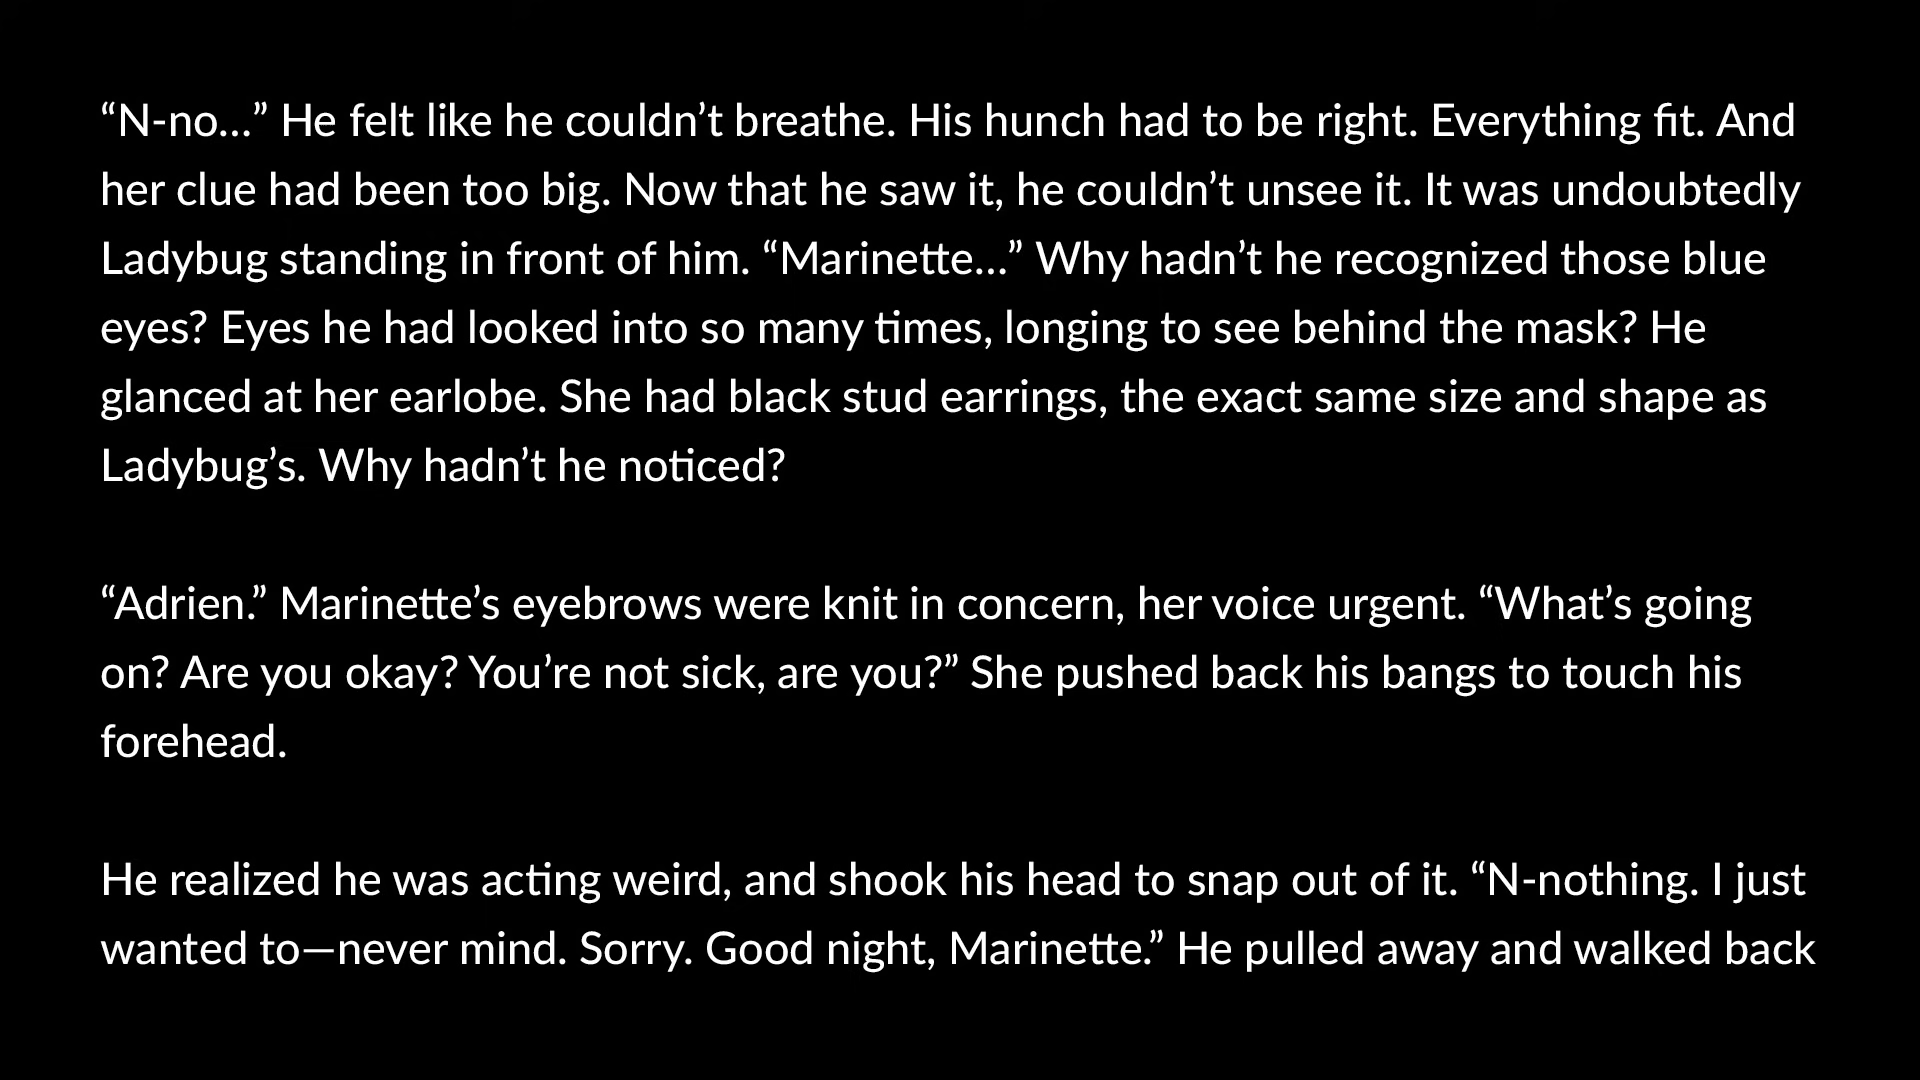 “N-no…” He felt like he couldn’t breathe. His hunch had to be right. Everything fit. And
her clue had been too big. Now that he saw it, he couldn’t unsee it. It was undoubtedly
Ladybug standing in front of him. “Marinette…” Why hadn’t he recognized those blue
eyes? Eyes he had looked into so many times, longing to see behind the mask? He
glanced at her earlobe. She had black stud earrings, the exact same size and shape as
Ladybug’s. Why hadn’t he noticed?
“Adrien.” Marinette’s eyebrows were knit in concern, her voice urgent. “What’s going
on? Are you okay? You’re not sick, are you?” She pushed back his bangs to touch his
forehead.
He realized he was acting weird, and shook his head to snap out of it. “N-nothing. I just
wanted to—never mind. Sorry. Good night, Marinette.” He pulled away and walked back